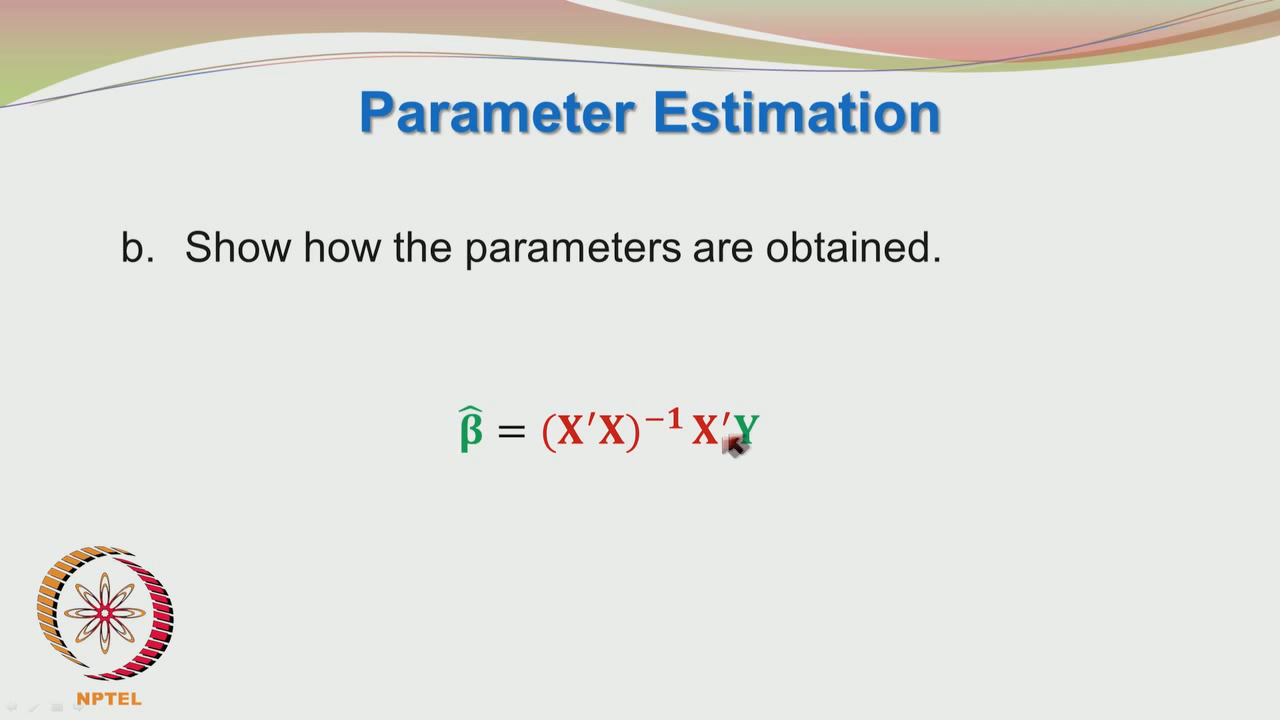 Parameter Estimation
b. Show how the parameters are obtained.
β̂ = (X′X)⁻¹ X′Y
NPTEL